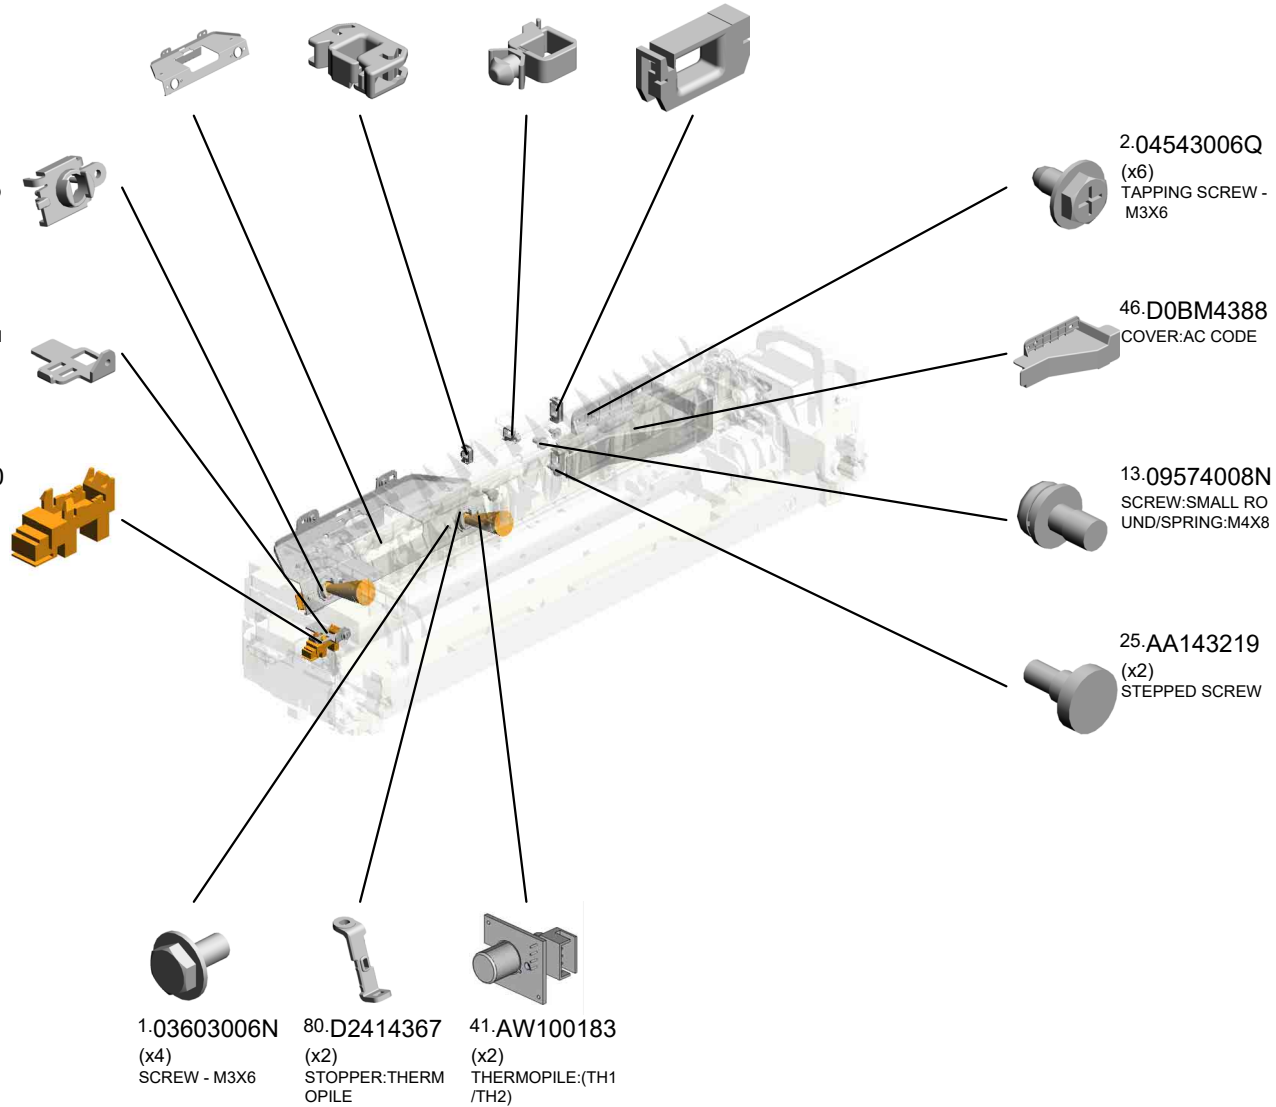 2.04543006Q
(x6)
TAPPING SCREW -
M3X6
46.D0BM4388
COVER:AC CODE
13.09574008N
SCREW:SMALL RO
UND/SPRING:M4X8
25.AA143219
(x2)
STEPPED SCREW
1.03603006N
(x4)
SCREW - M3X6
80.D2414367
(x2)
STOPPER:THERM
OPILE
41.AW100183
(x2)
THERMOPILE:(TH1
/TH2)